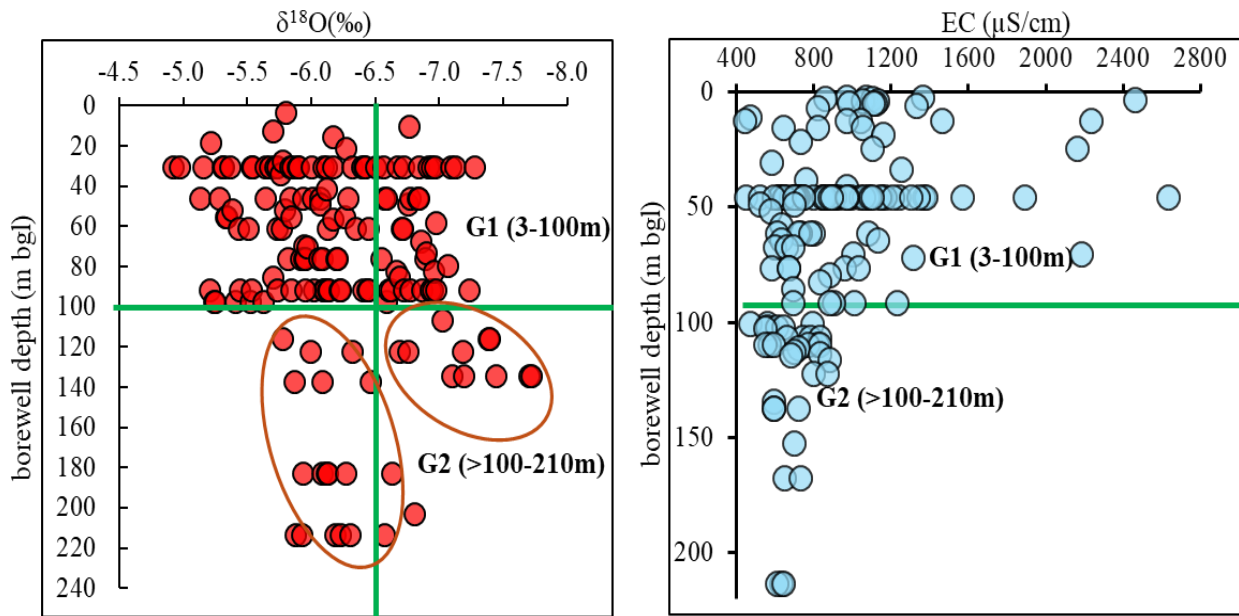 δ¹⁸O(‰)
-4.5 -5.0 -5.5 -6.0 -6.5 -7.0 -7.5 -8.0
0
20
40
60
80
100
120
140
160
180
200
220
240
borewell depth (m bgl)
G1 (3-100m)
G2 (>100-210m)
EC (µS/cm)
400 800 1200 1600 2000 2400 2800
0
50
100
150
200
borewell depth (m bgl)
G1 (3-100m)
G2 (>100-210m)